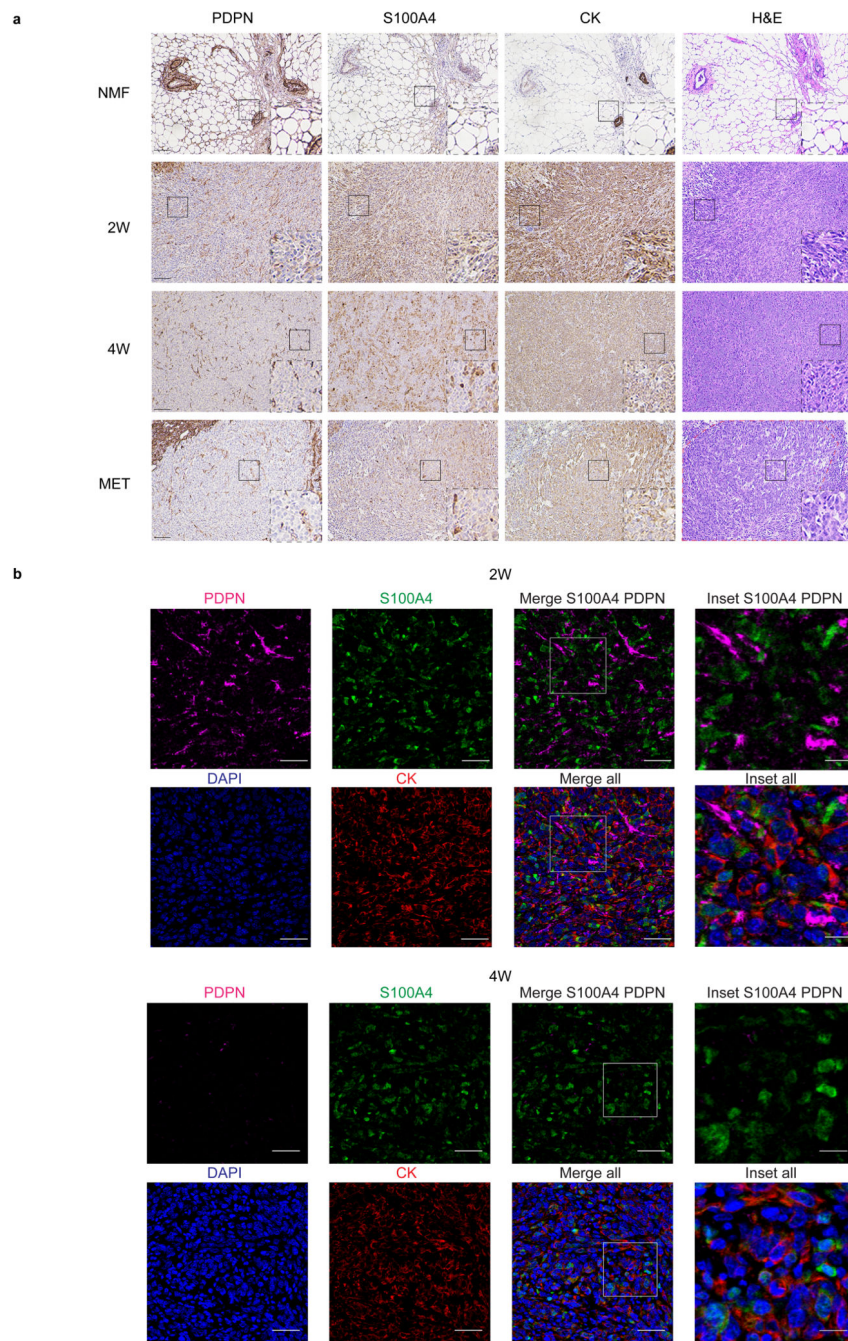 a
PDPN S100A4 CK H&E
NMF
2W
4W
MET
b
2W
PDPN S100A4 Merge S100A4 PDPN Inset S100A4 PDPN
DAPI CK Merge all Inset all
4W
PDPN S100A4 Merge S100A4 PDPN Inset S100A4 PDPN
DAPI CK Merge all Inset all